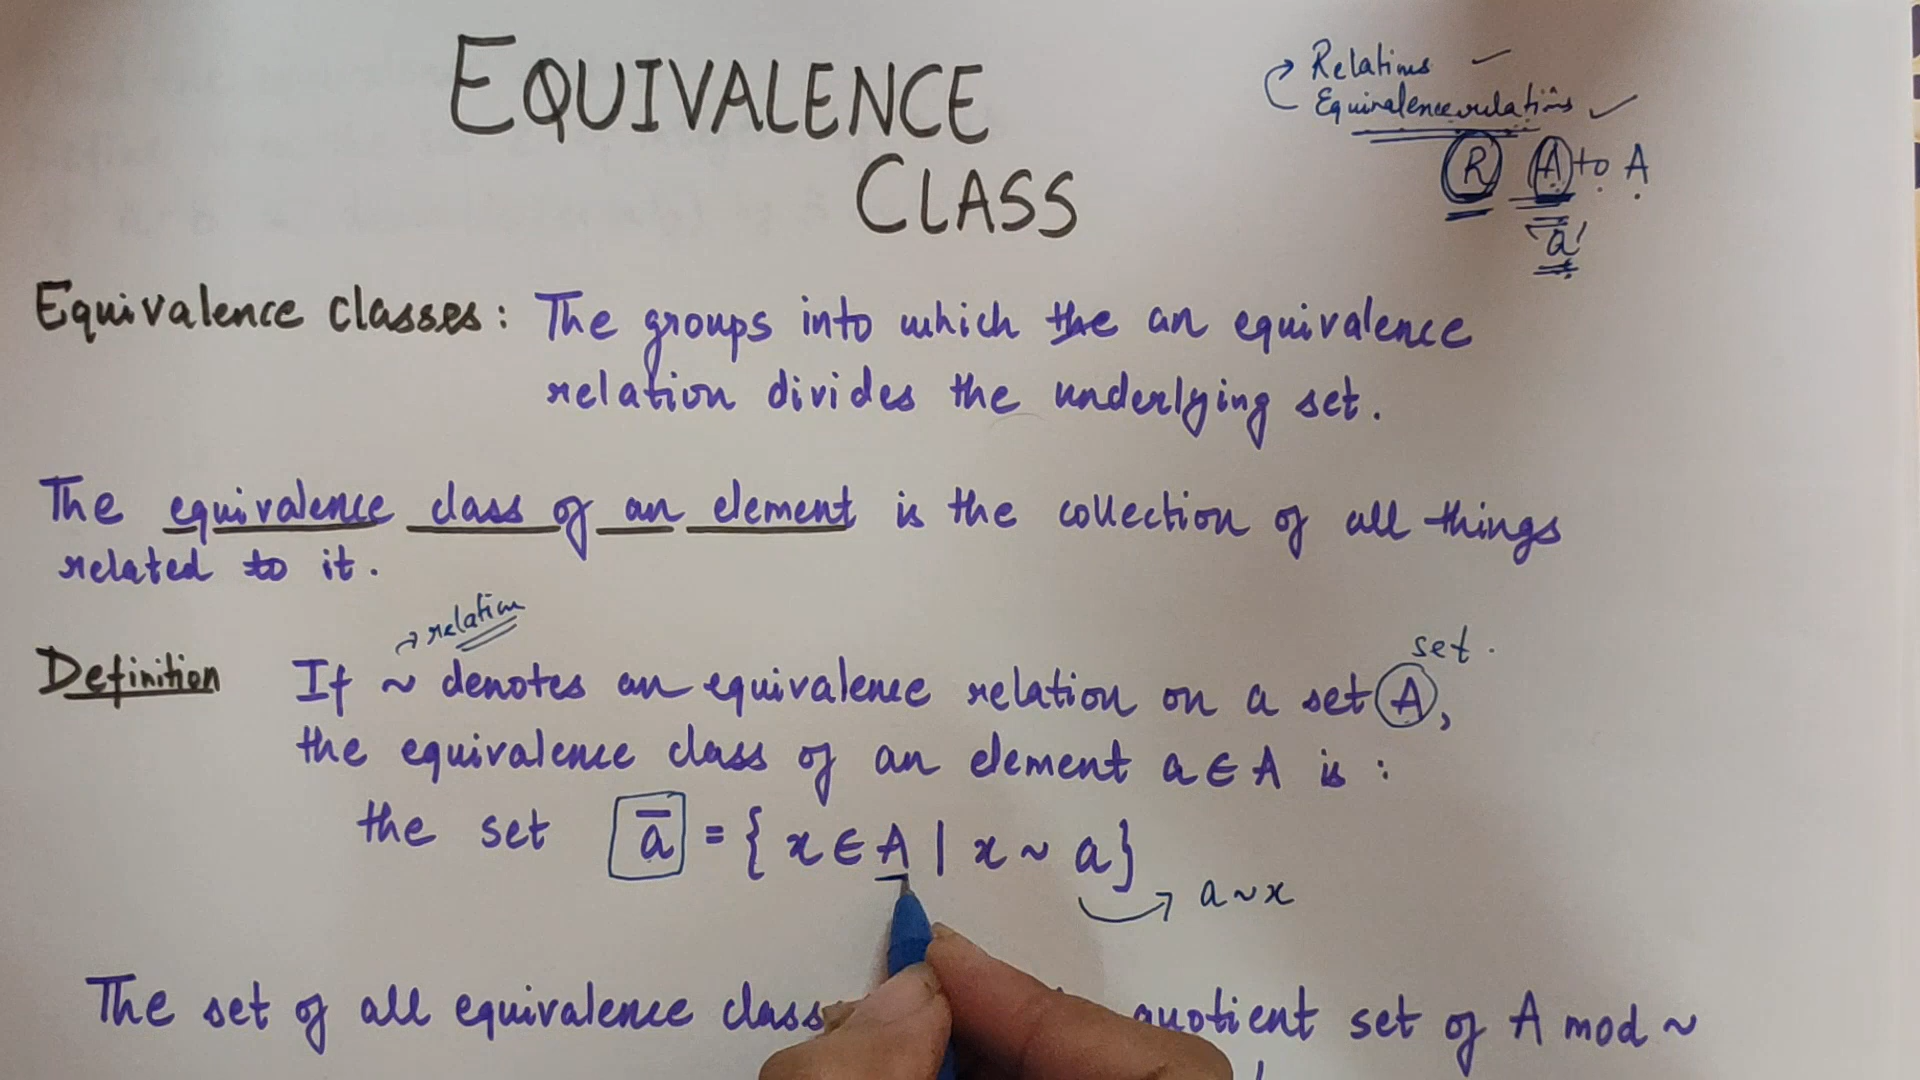 EQUIVALENCE
CLASS
→ Relations ✓
Equivalence relations ✓
R A to A
'a'
Equivalence classes: The groups into which the an equivalence
relation divides the underlying set.
The equivalence class of an element is the collection of all things
related to it.
→ relation
set.
Definition If ~ denotes an equivalence relation on a set A,
the equivalence class of an element a ∈ A is :
the set a̅ = { x ∈ A | x ~ a}
→ a ~ x
The set of all equivalence class quotient set of A mod ~